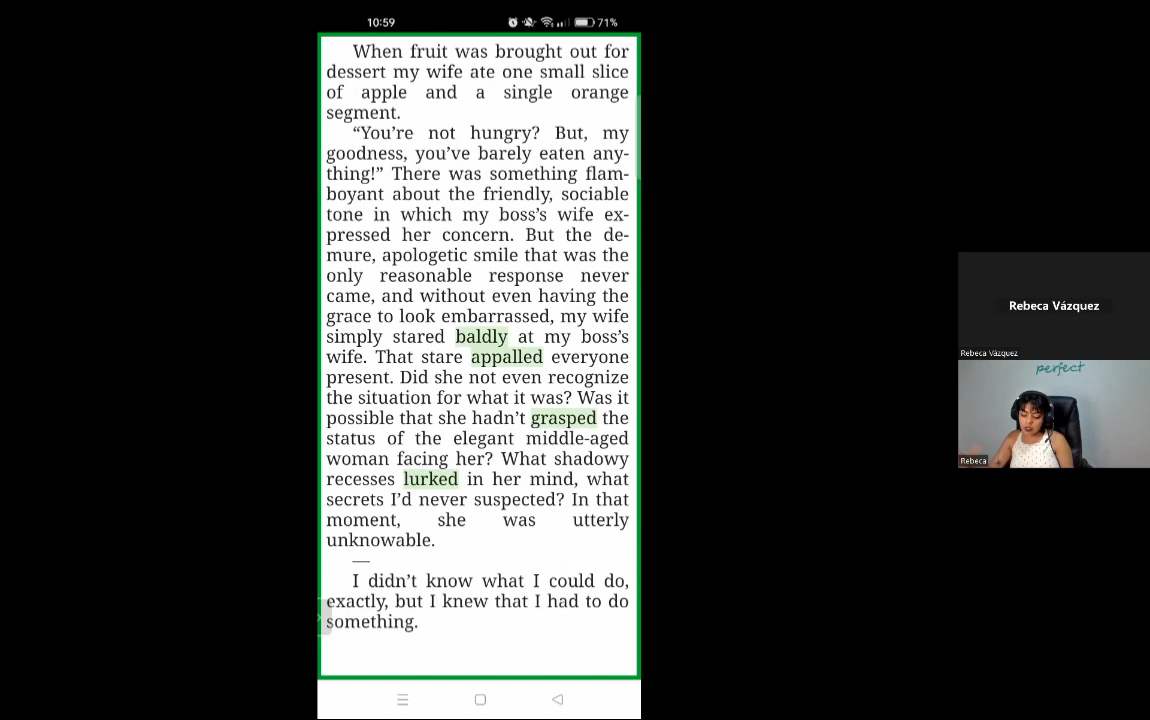 10:59
71%
When fruit was brought out for
dessert my wife ate one small slice
of apple and a single orange
segment.
“You’re not hungry? But, my
goodness, you’ve barely eaten any-
thing!” There was something flam-
boyant about the friendly, sociable
tone in which my boss’s wife ex-
pressed her concern. But the de-
mure, apologetic smile that was the
only reasonable response never
came, and without even having the
grace to look embarrassed, my wife
simply stared baldly at my boss’s
wife. That stare appalled everyone
present. Did she not even recognize
the situation for what it was? Was it
possible that she hadn’t grasped the
status of the elegant middle-aged
woman facing her? What shadowy
recesses lurked in her mind, what
secrets I’d never suspected? In that
moment, she was utterly
unknowable.
—
I didn’t know what I could do,
exactly, but I knew that I had to do
something.
Rebeca Vázquez
Rebeca Vázquez
perfect
Rebeca